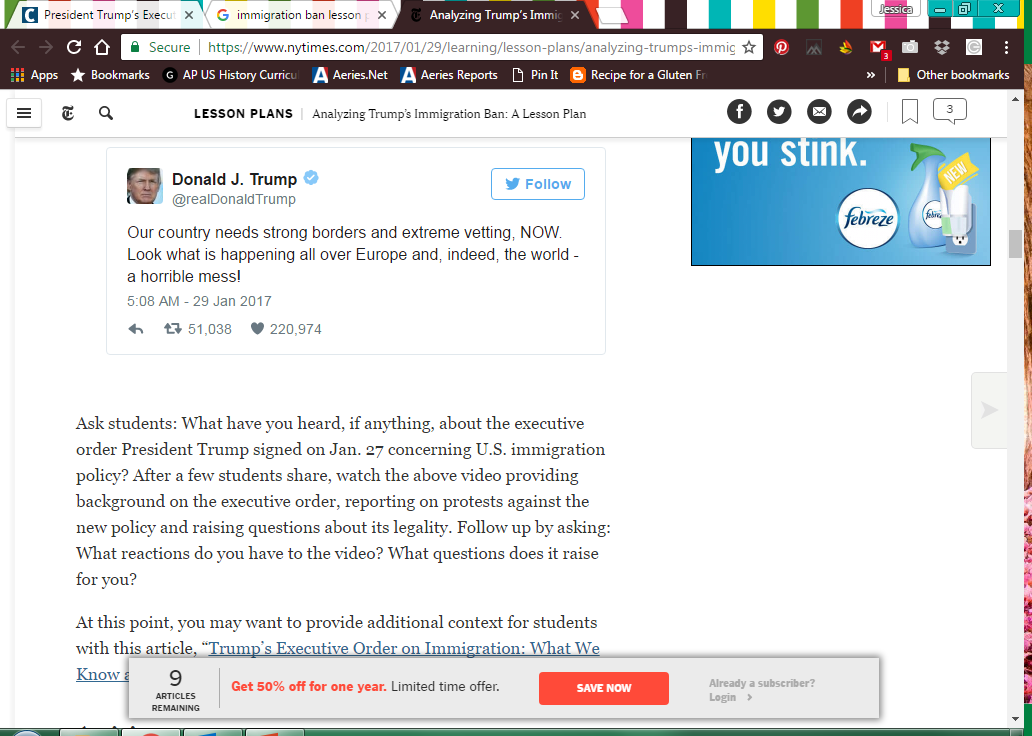 President Trump's Execut
immigration ban lesson p
Analyzing Trump's Immig
Jessica
Secure
https://www.nytimes.com/2017/01/29/learning/lesson-plans/analyzing-trumps-immig
3
Apps
Bookmarks
AP US History Curricu
Aeries.Net
Aeries Reports
Pin It
Recipe for a Gluten Fr
»
Other bookmarks
LESSON PLANS
Analyzing Trump's Immigration Ban: A Lesson Plan
3
you stink.
NEW
febreze
Donald J. Trump
@realDonaldTrump
Follow
Our country needs strong borders and extreme vetting, NOW.
Look what is happening all over Europe and, indeed, the world -
a horrible mess!
5:08 AM - 29 Jan 2017
51,038
220,974
Ask students: What have you heard, if anything, about the executive
order President Trump signed on Jan. 27 concerning U.S. immigration
policy? After a few students share, watch the above video providing
background on the executive order, reporting on protests against the
new policy and raising questions about its legality. Follow up by asking:
What reactions do you have to the video? What questions does it raise
for you?
At this point, you may want to provide additional context for students
with this article, “Trump's Executive Order on Immigration: What We
Know a
9
ARTICLES
REMAINING
Get 50% off for one year. Limited time offer.
SAVE NOW
Already a subscriber?
Login >